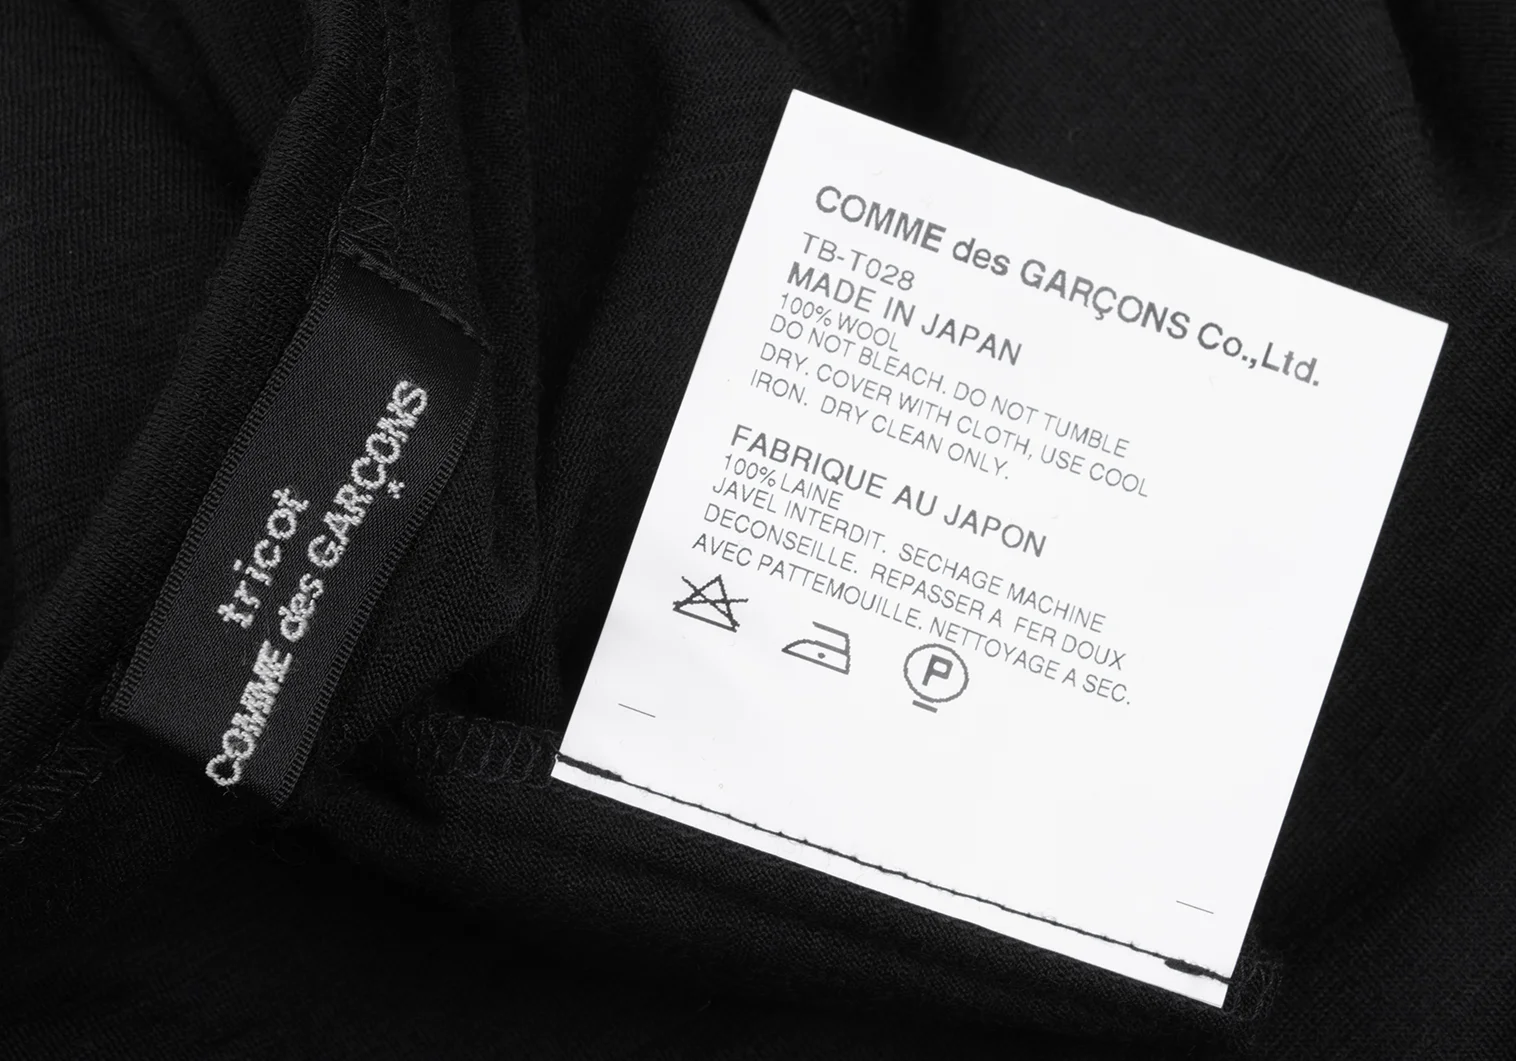 tricot
COMME des GARÇONS
COMME des GARÇONS Co.,Ltd.
TB-T028
MADE IN JAPAN
100% WOOL
DO NOT BLEACH. DO NOT TUMBLE
DRY. COVER WITH CLOTH, USE COOL
IRON. DRY CLEAN ONLY.
FABRIQUE AU JAPON
100% LAINE
JAVEL INTERDIT. SECHAGE MACHINE
DECONSEILLE. REPASSER A FER DOUX
AVEC PATTEMOUILLE. NETTOYAGE A SEC.
P